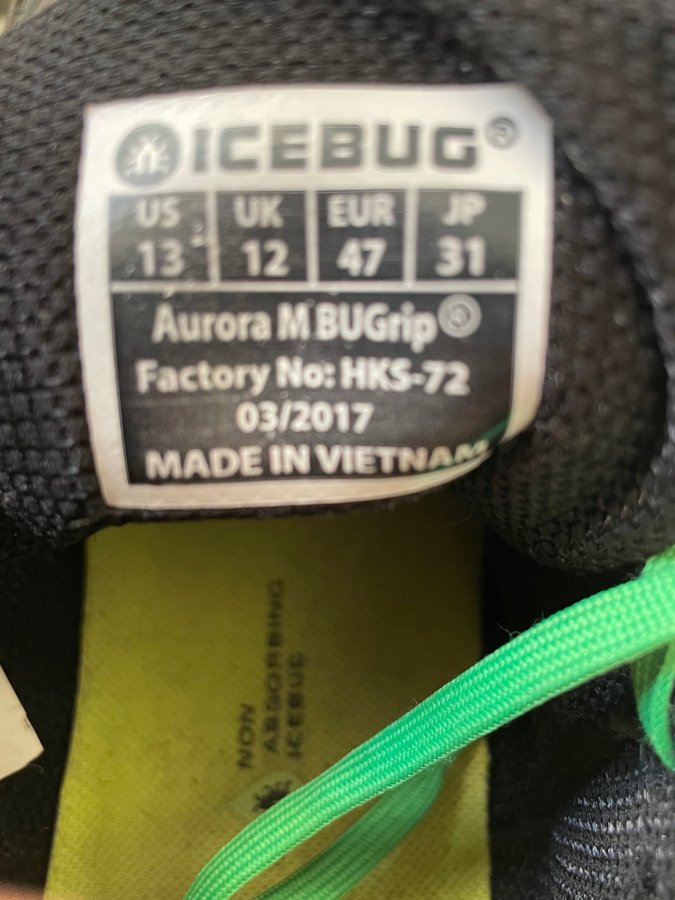 ICEBUG®
US UK EUR JP
13 12 47 31
Aurora M BUGrip®
Factory No: HKS-72
03/2017
MADE IN VIETNAM
NON
ABSORBING
ICEBUG